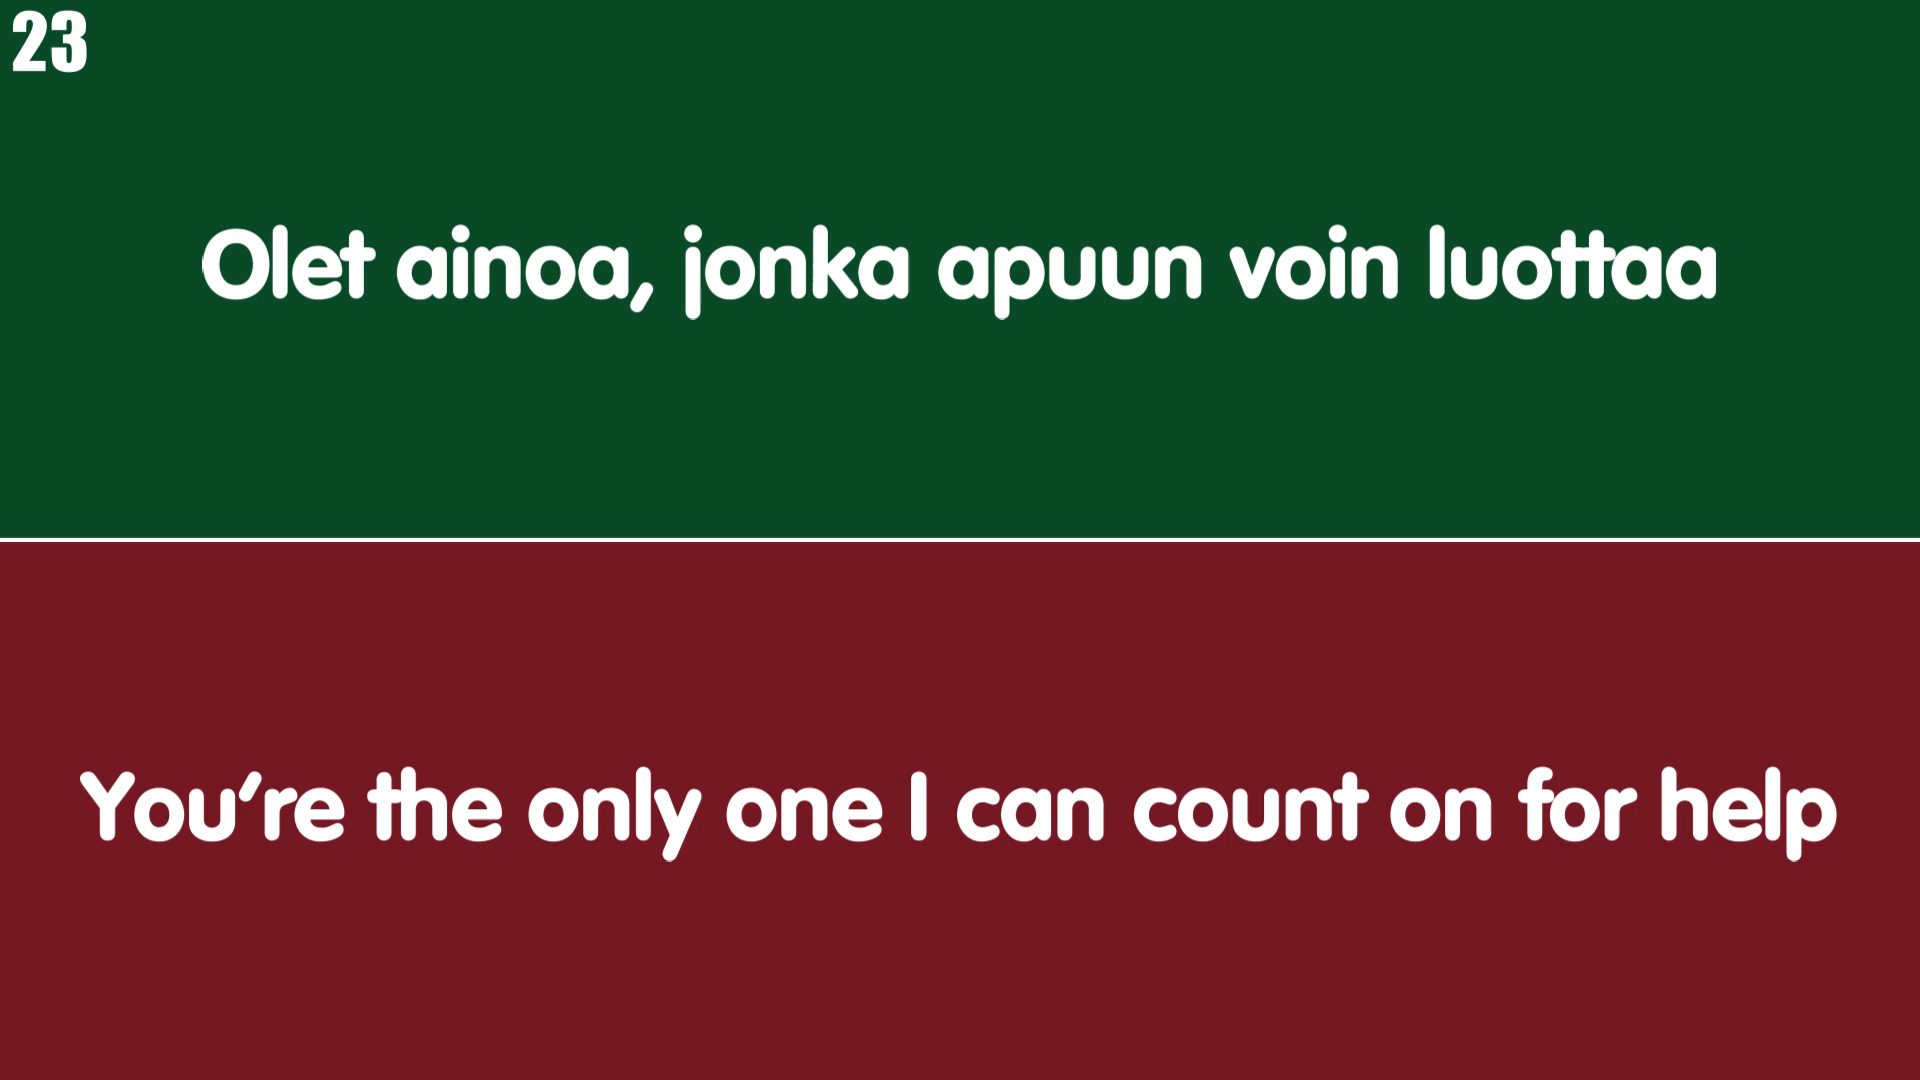 23
Olet ainoa, jonka apuun voin luottaa
You're the only one I can count on for help